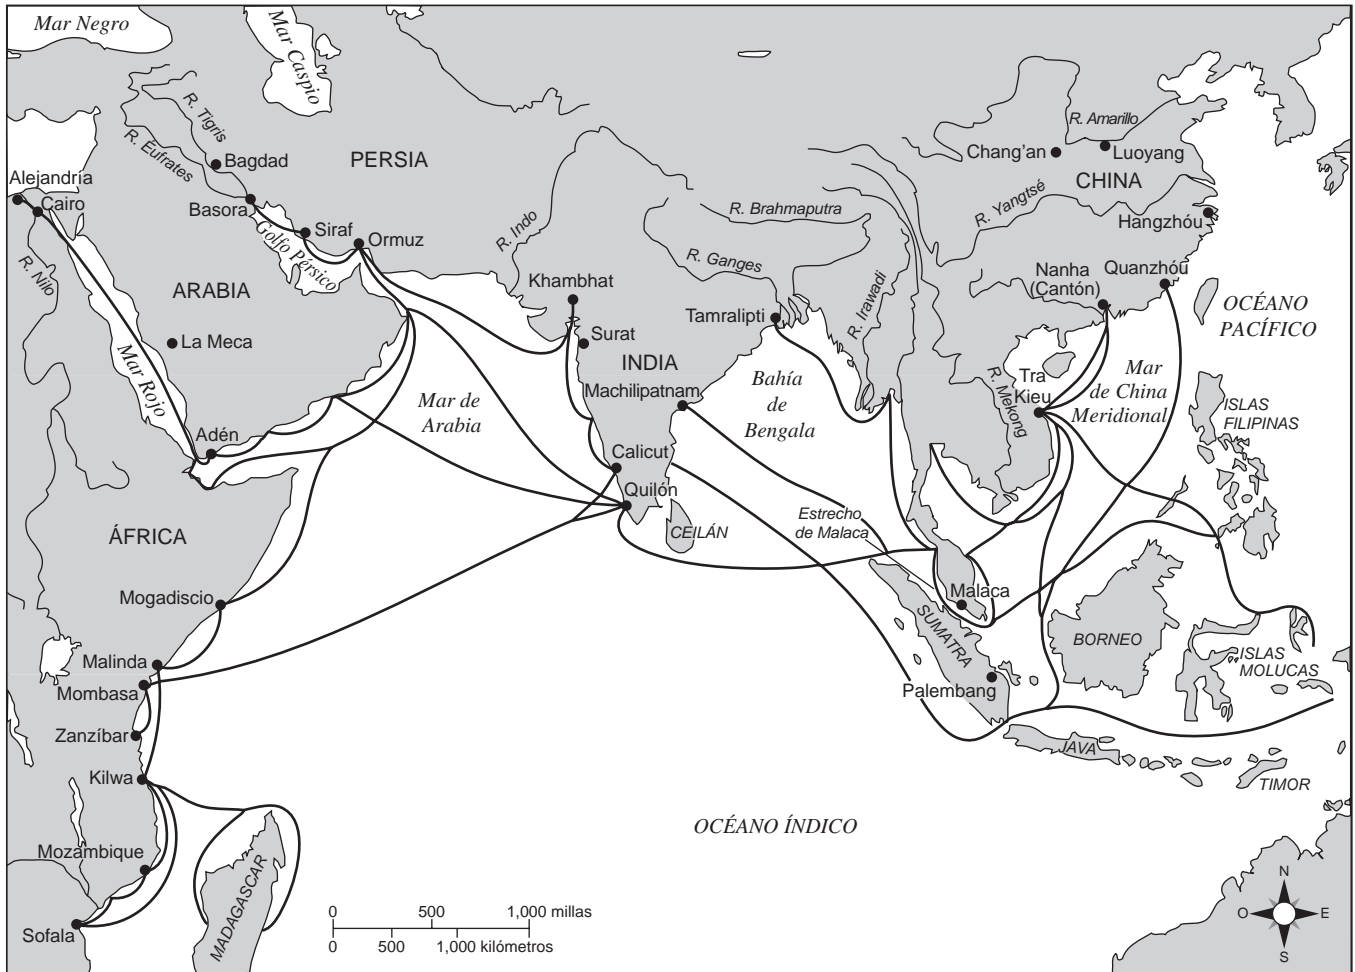 Mar Negro
Mar Caspio
R. Tigris
R. Éufrates
Bagdad
PERSIA
Alejandría
Cairo
Basora
Siraf
Ormuz
Golfo Pérsico
R. Nilo
ARABIA
La Meca
Mar Rojo
Adén
R. Indo
Khambhat
Surat
INDIA
Machilipatnam
Mar de
Arabia
Calicut
Quilón
CEILÁN
R. Brahmaputra
R. Ganges
Tamralipti
R. Irawadi
Bahía
de
Bengala
Estrecho
de Malaca
R. Amarillo
Chang’an
Luoyang
CHINA
R. Yangtsé
Hangzhóu
Nanha
(Cantón)
Quanzhóu
OCÉANO
PACÍFICO
Tra
Kieu
R. Mekong
Mar
de China
Meridional
ISLAS
FILIPINAS
Malaca
SUMATRA
Palembang
BORNEO
ISLAS
MOLUCAS
JAVA
TIMOR
ÁFRICA
Mogadiscio
Malinda
Mombasa
Zanzíbar
Kilwa
Mozambique
Sofala
MADAGASCAR
OCÉANO ÍNDICO
0 500 1,000 millas
0 500 1,000 kilómetros
N
O E
S